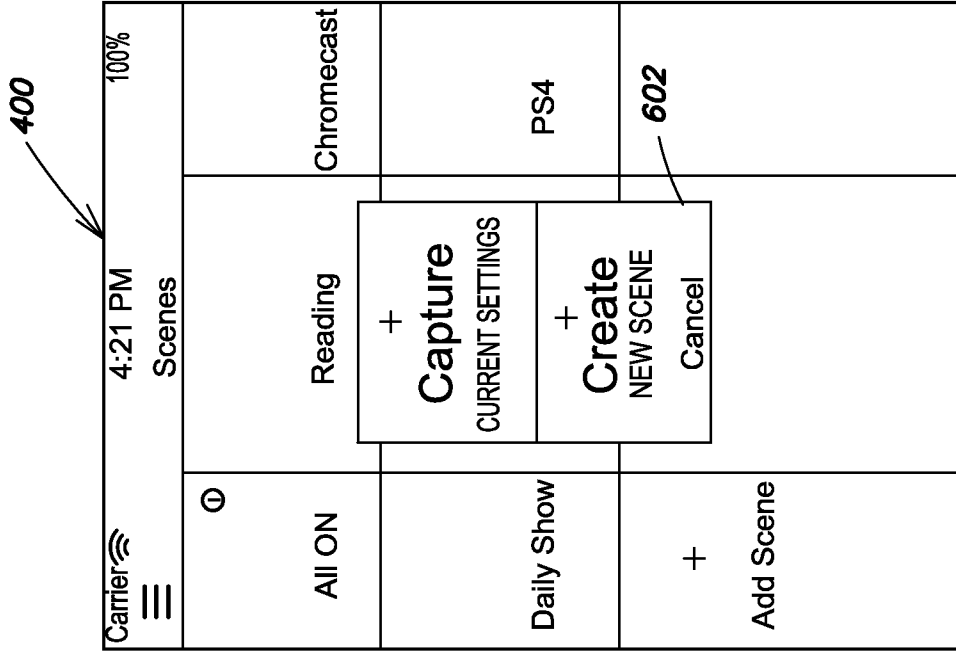 400
Carrier 4:21 PM 100%
Scenes
All ON Reading Chromecast
+
Capture
CURRENT SETTINGS
Daily Show PS4
+
Create
NEW SCENE
Cancel
602
+
Add Scene